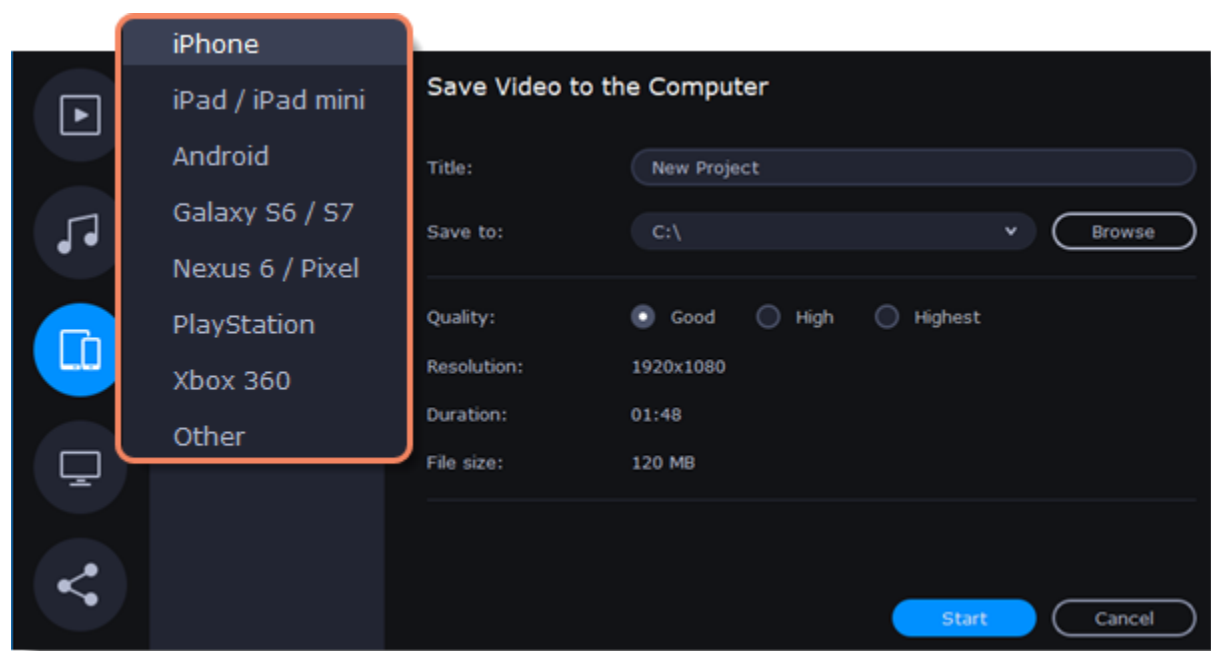 iPhone
iPad / iPad mini
Android
Galaxy S6 / S7
Nexus 6 / Pixel
PlayStation
Xbox 360
Other
Save Video to the Computer
Title: New Project
Save to: C:\ Browse
Quality: Good High Highest
Resolution: 1920x1080
Duration: 01:48
File size: 120 MB
Start Cancel